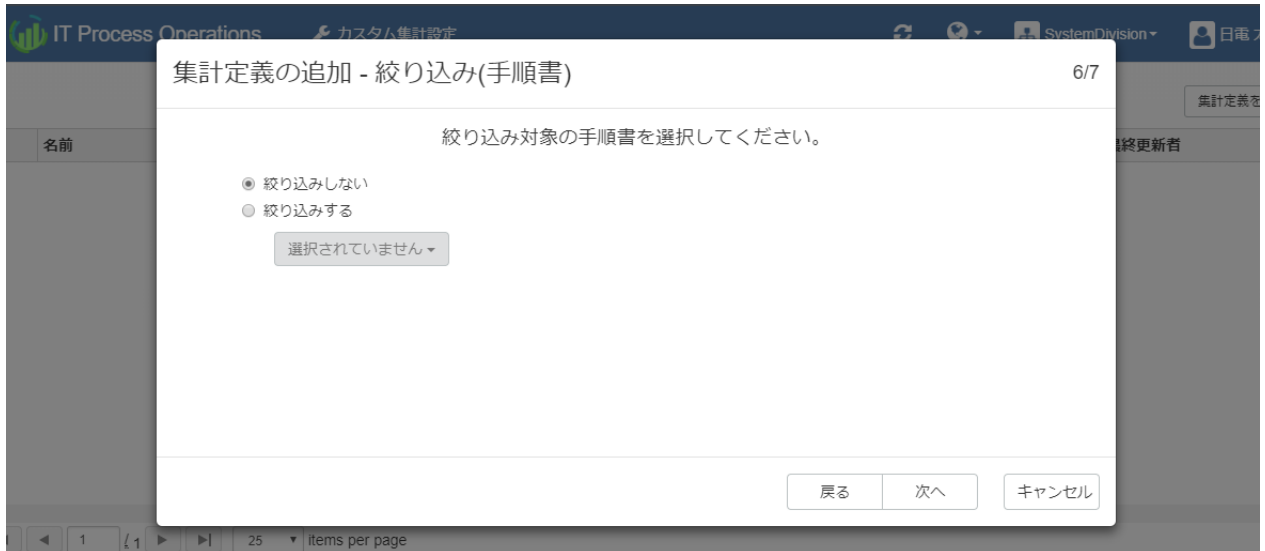 IT Process Operations カスタム集計設定 SystemDivision 日電
集計定義の追加 - 絞り込み(手順書) 6/7
集計定義を
名前 最終更新者
絞り込み対象の手順書を選択してください。
絞り込みしない
絞り込みする
選択されていません
戻る 次へ キャンセル
1 / 1 25 items per page